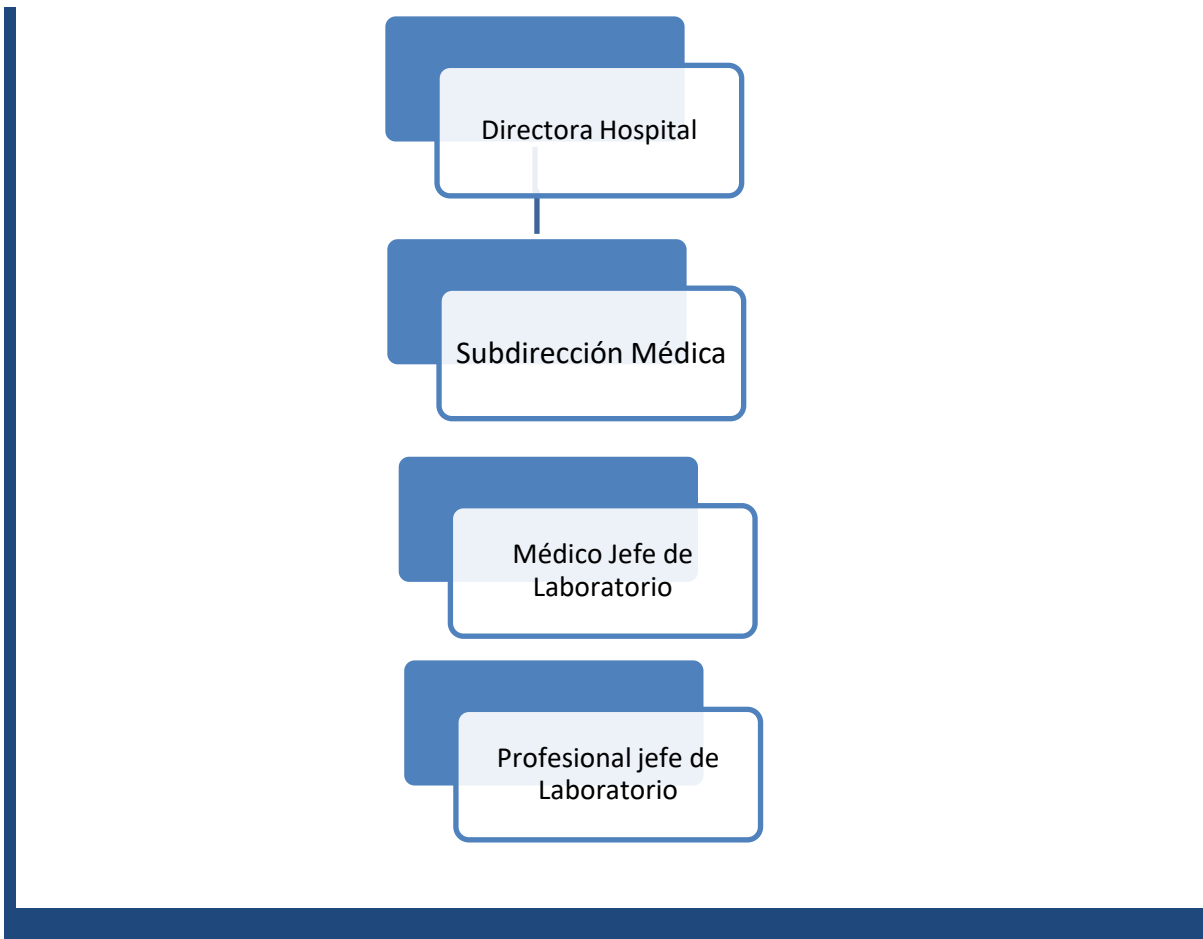 Directora Hospital
Subdirección Médica
Médico Jefe de
Laboratorio
Profesional jefe de
Laboratorio